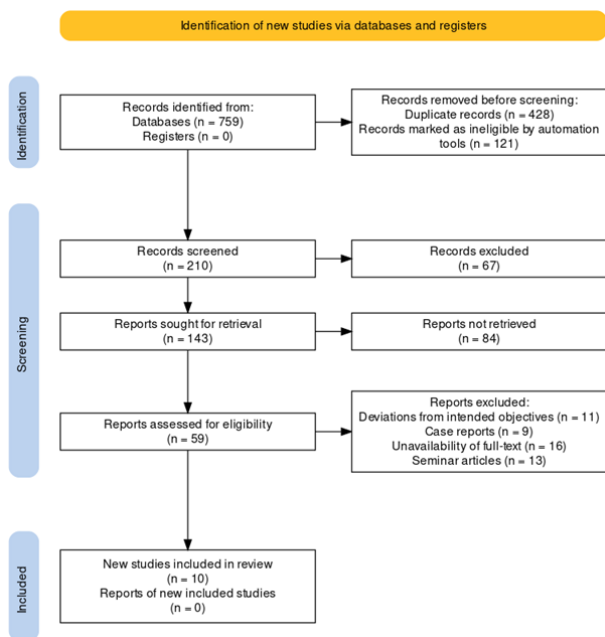 Identification of new studies via databases and registers
Identification
Records identified from:
Databases (n = 759)
Registers (n = 0)
Records removed before screening:
Duplicate records (n = 428)
Records marked as ineligible by automation
tools (n = 121)
Screening
Records screened
(n = 210)
Records excluded
(n = 67)
Reports sought for retrieval
(n = 143)
Reports not retrieved
(n = 84)
Reports assessed for eligibility
(n = 59)
Reports excluded:
Deviations from intended objectives (n = 11)
Case reports (n = 9)
Unavailability of full-text (n = 16)
Seminar articles (n = 13)
Included
New studies included in review
(n = 10)
Reports of new included studies
(n = 0)